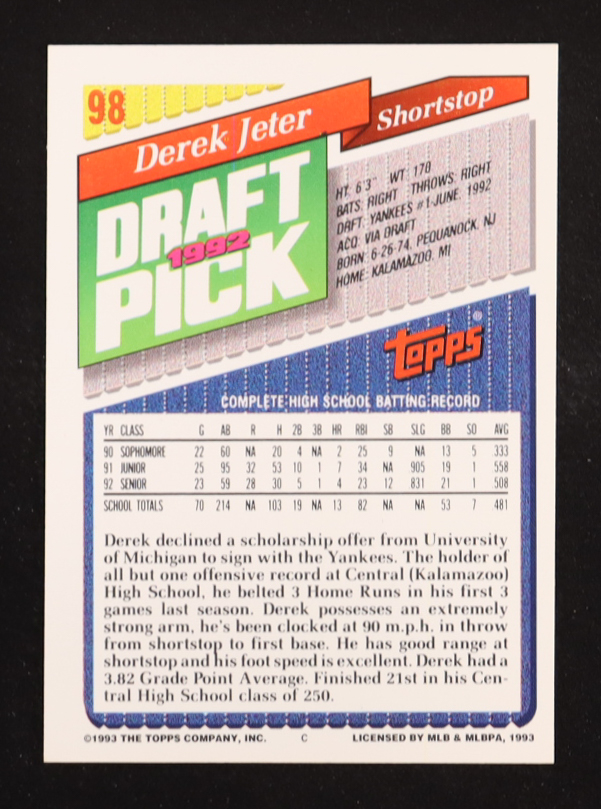 98
Derek Jeter
Shortstop
DRAFT
1992
PICK
HT: 6'3" WT: 170
BATS: RIGHT THROWS: RIGHT
DRFT: YANKEES #1-JUNE, 1992
ACQ: VIA DRAFT
BORN: 6-26-74, PEQUANOCK, NJ
HOME: KALAMAZOO, MI
Topps®
COMPLETE HIGH SCHOOL BATTING RECORD
YR CLASS G AB R H 2B 3B HR RBI SB SLG BB SO AVG
90 SOPHOMORE 22 60 NA 20 4 NA 2 25 9 NA 13 5 333
91 JUNIOR 25 95 32 53 10 1 7 34 NA 905 19 1 558
92 SENIOR 23 59 28 30 5 1 4 23 12 831 21 1 508
SCHOOL TOTALS 70 214 NA 103 19 NA 13 82 NA NA 53 7 481
Derek declined a scholarship offer from University
of Michigan to sign with the Yankees. The holder of
all but one offensive record at Central (Kalamazoo)
High School, he belted 3 Home Runs in his first 3
games last season. Derek possesses an extremely
strong arm, he's been clocked at 90 m.p.h. in throw
from shortstop to first base. He has good range at
shortstop and his foot speed is excellent. Derek had a
3.82 Grade Point Average. Finished 21st in his Cen-
tral High School class of 250.
©1993 THE TOPPS COMPANY, INC. C LICENSED BY MLB & MLBPA, 1993